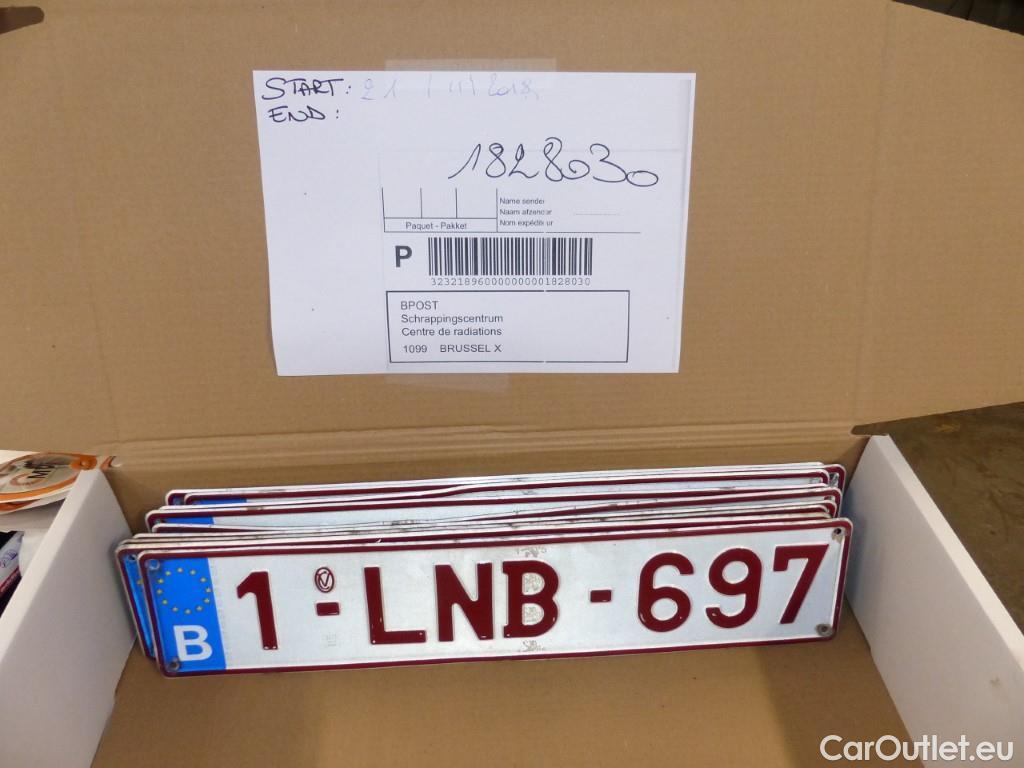 START: 21 / 11 / 2018
END:
1828030
Name sender
Naam afzender
Nom expéditeur
Paquet - Pakket
P
323218960000000001828030
BPOST
Schrappingscentrum
Centre de radiations
1099 BRUSSEL X
B 1-LNB-697
CarOutlet.eu